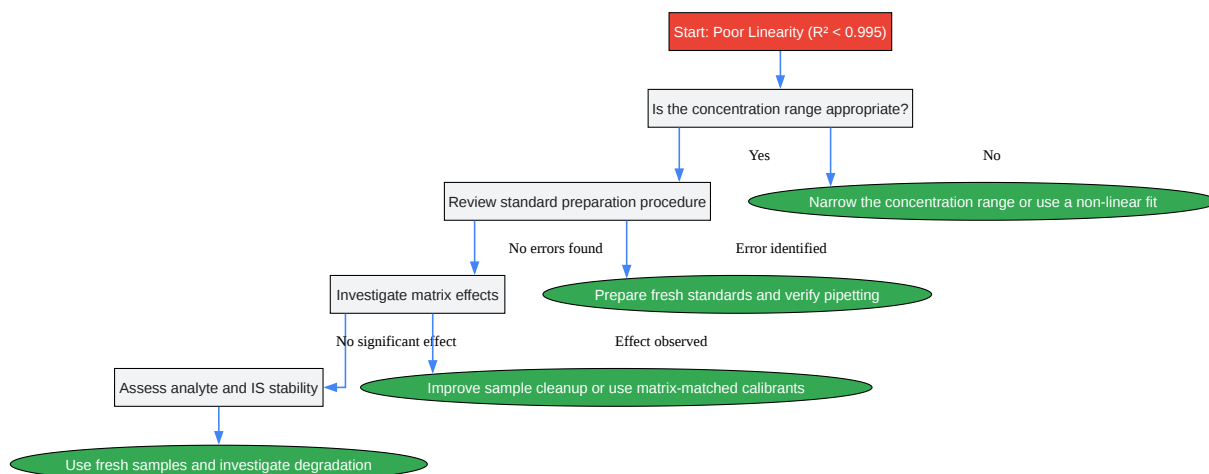 Start: Poor Linearity (R² < 0.995)
Is the concentration range appropriate?
Yes
No
Review standard preparation procedure
Narrow the concentration range or use a non-linear fit
No errors found
Error identified
Investigate matrix effects
Prepare fresh standards and verify pipetting
No significant effect
Effect observed
Assess analyte and IS stability
Improve sample cleanup or use matrix-matched calibrants
Use fresh samples and investigate degradation